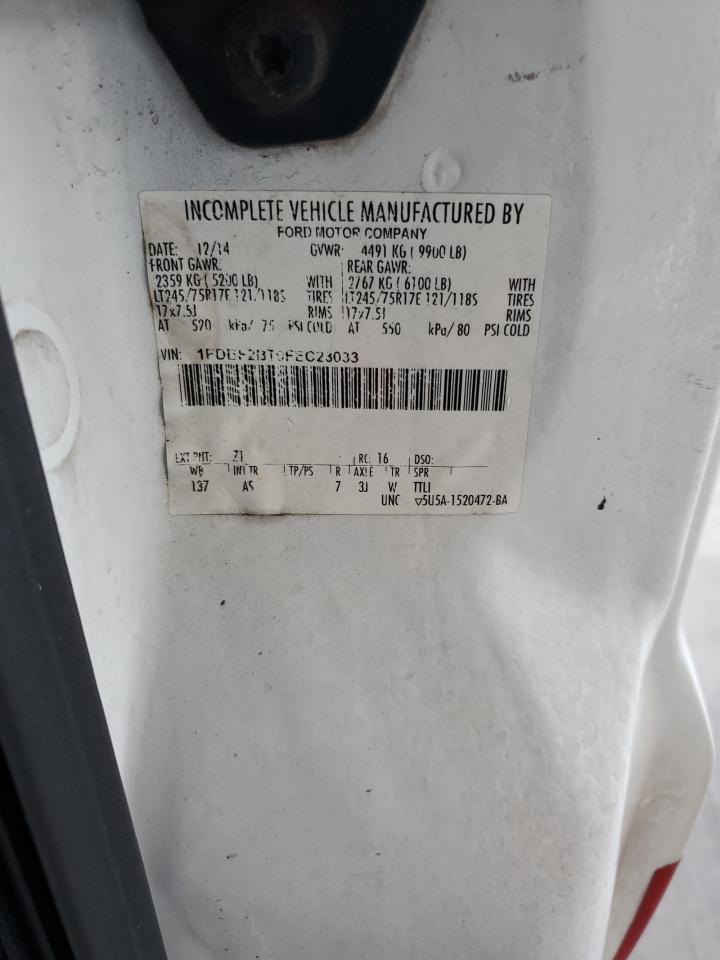 INCOMPLETE VEHICLE MANUFACTURED BY
FORD MOTOR COMPANY
DATE: 12/14 GVWR: 4491 KG ( 9900 LB)
FRONT GAWR: REAR GAWR:
2359 KG ( 5200 LB) WITH 2767 KG ( 6100 LB) WITH
LT245/75R17E 121/118S TIRES LT245/75R17E 121/118S TIRES
17x7.5J RIMS 17x7.5J RIMS
AT 520 kPa/ 75 PSI COLD AT 550 kPa/ 80 PSI COLD
VIN:
EXT PNT: Z1 RC: 16 DSO:
WB INT TR TP/PS R AXLE TR SPR
137 AS 7 3J W TTLI
UNC ▽5U5A-1520472-BA